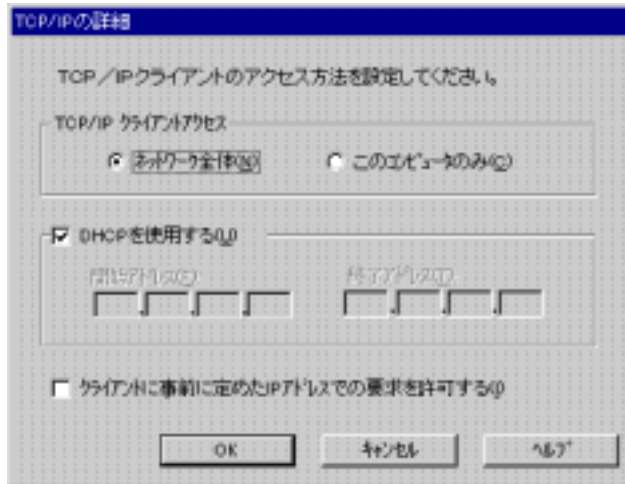 TCP/IPの詳細
TCP／IPクライアントのアクセス方法を設定してください。
TCP/IP ｸﾗｲｱﾝﾄｱｸｾｽ
ﾈｯﾄﾜｰｸ全体(N)
このｺﾝﾋﾟｭｰﾀのみ(C)
DHCPを使用する(U)
開始ｱﾄﾞﾚｽ(S):
終了ｱﾄﾞﾚｽ(T):
ｸﾗｲｱﾝﾄに事前に定めたIPｱﾄﾞﾚｽでの要求を許可する(I)
OK
ｷｬﾝｾﾙ
ﾍﾙﾌﾟ